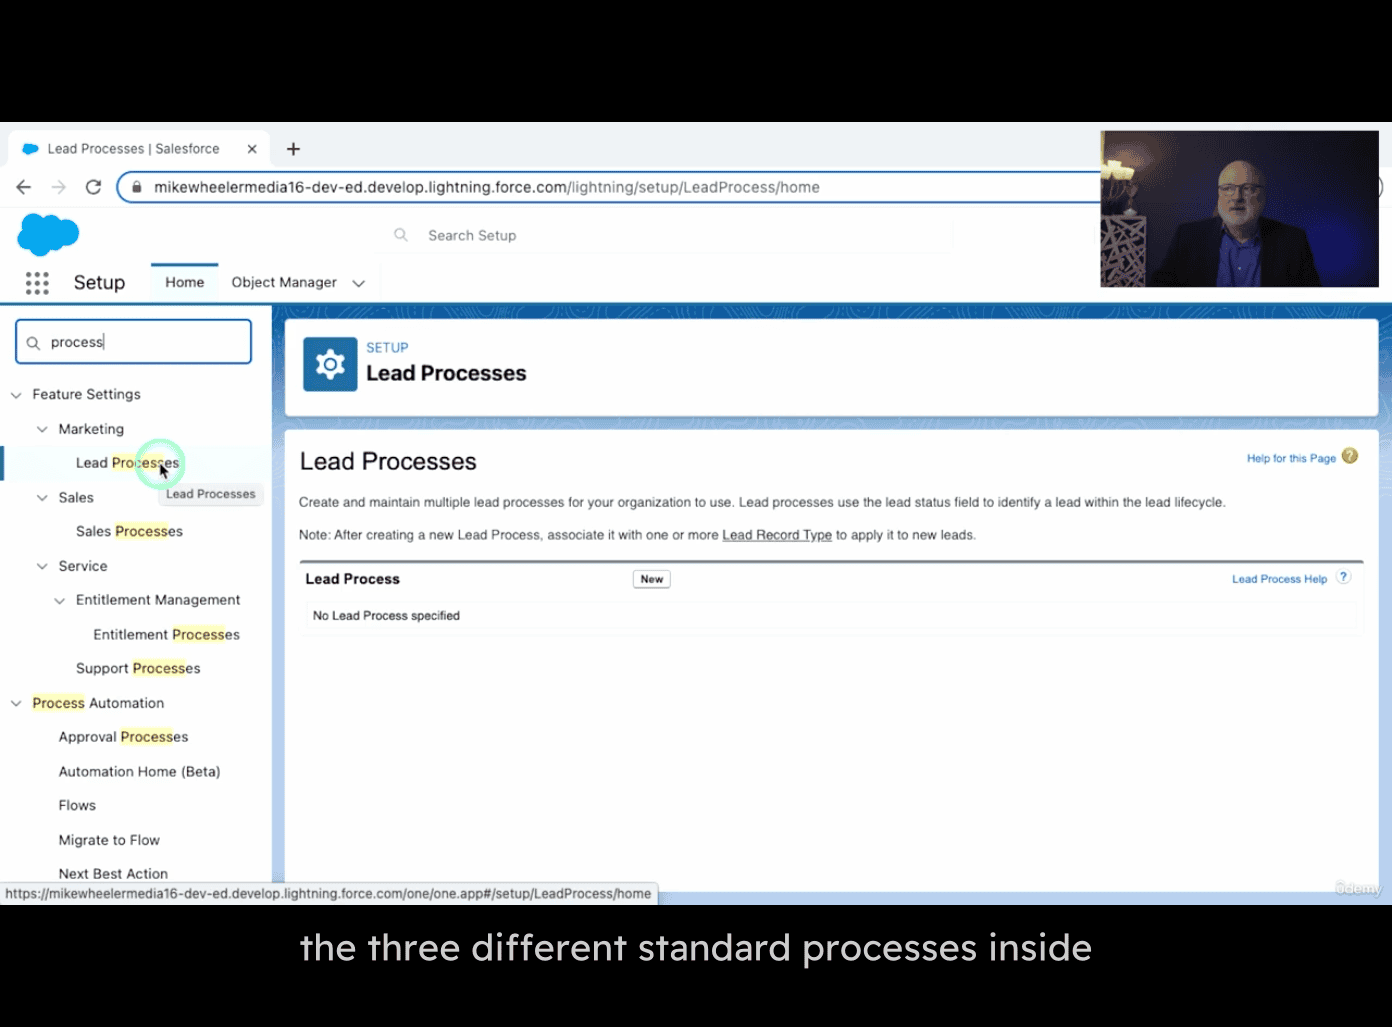 Lead Processes | Salesforce
mikewheelermedia16-dev-ed.develop.lightning.force.com/lightning/setup/LeadProcess/home
Search Setup
Setup
Home
Object Manager
process
Feature Settings
Marketing
Lead Processes
Lead Processes
Sales
Sales Processes
Service
Entitlement Management
Entitlement Processes
Support Processes
Process Automation
Approval Processes
Automation Home (Beta)
Flows
Migrate to Flow
Next Best Action
SETUP
Lead Processes
Lead Processes
Help for this Page ?
Create and maintain multiple lead processes for your organization to use. Lead processes use the lead status field to identify a lead within the lead lifecycle.
Note: After creating a new Lead Process, associate it with one or more Lead Record Type to apply it to new leads.
Lead Process
New
Lead Process Help ?
No Lead Process specified
https://mikewheelermedia16-dev-ed.develop.lightning.force.com/one/one.app#/setup/LeadProcess/home
ûdemy
the three different standard processes inside